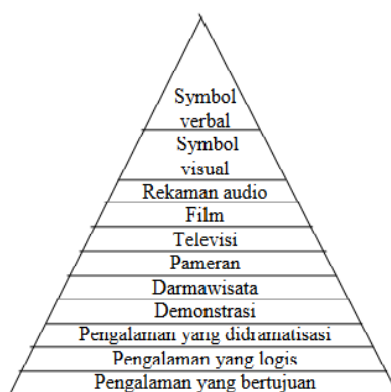 Symbol
verbal
Symbol
visual
Rekaman audio
Film
Televisi
Pameran
Darmawisata
Demonstrasi
Pengalaman yang didramatisasi
Pengalaman yang logis
Pengalaman yang bertujuan